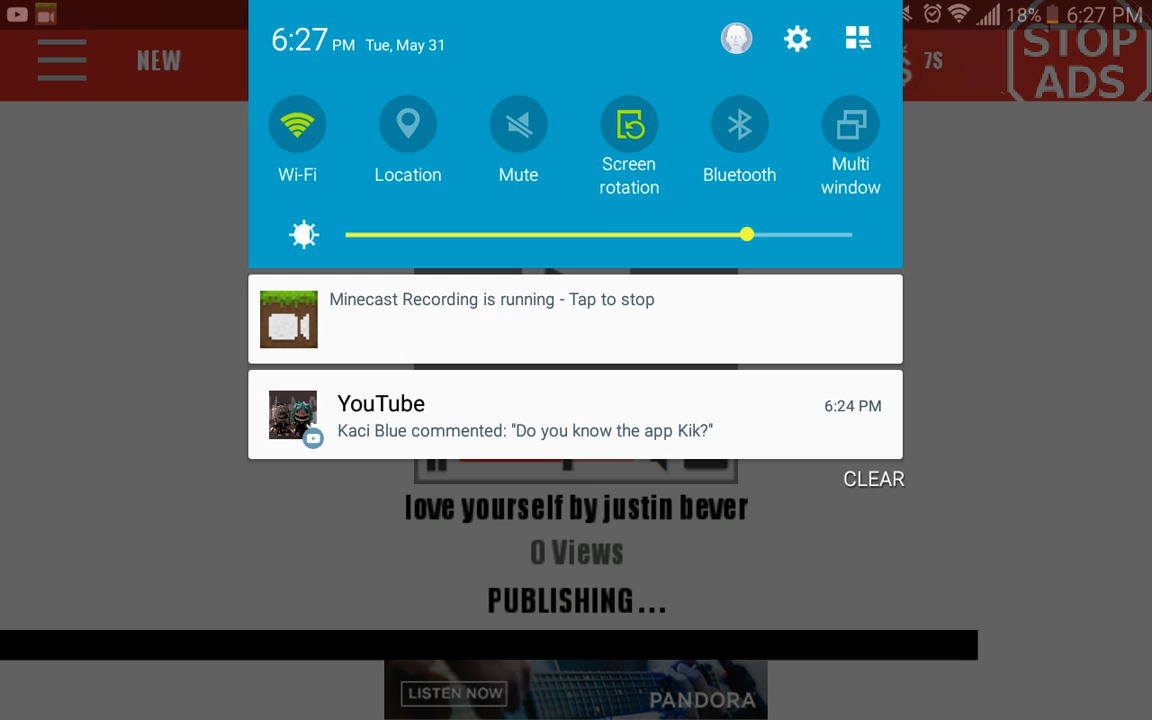 18% 6:27 PM
6:27 PM Tue, May 31
NEW
7$
STOP
ADS
Wi-Fi
Location
Mute
Screen
rotation
Bluetooth
Multi
window
Minecast Recording is running - Tap to stop
YouTube
6:24 PM
Kaci Blue commented: "Do you know the app Kik?"
CLEAR
love yourself by justin bever
0 Views
PUBLISHING...
LISTEN NOW
PANDORA